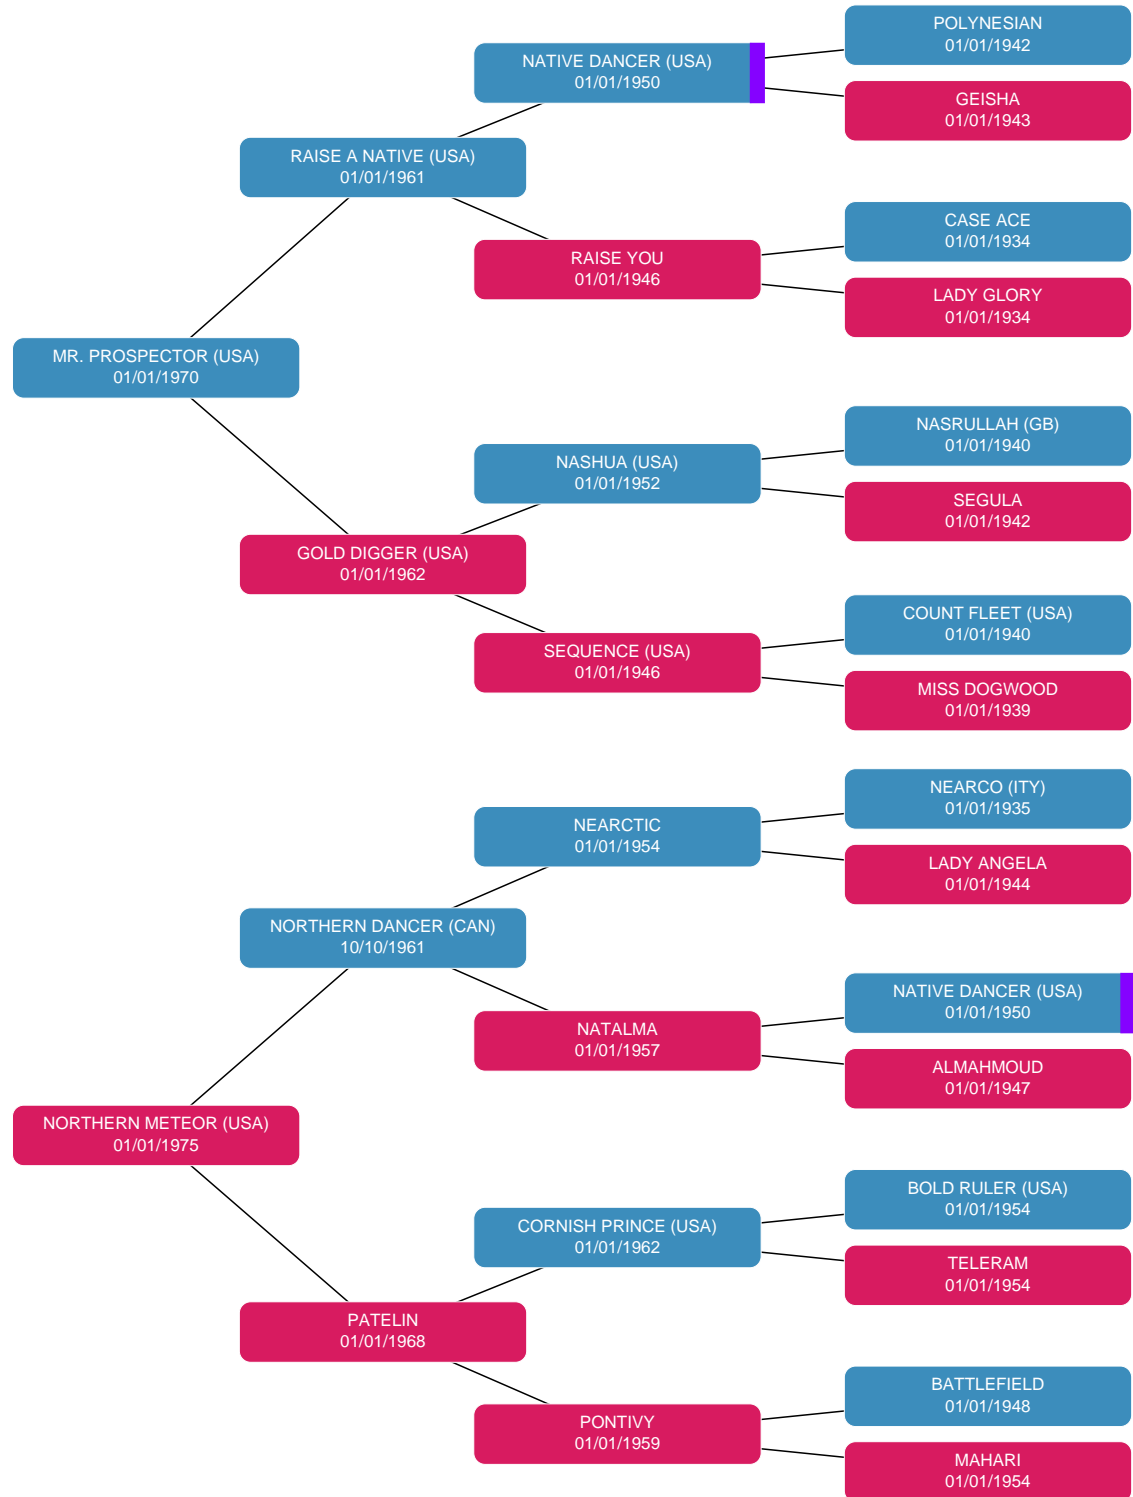 POLYNESIAN
01/01/1942
NATIVE DANCER (USA)
01/01/1950
GEISHA
01/01/1943
RAISE A NATIVE (USA)
01/01/1961
CASE ACE
01/01/1934
RAISE YOU
01/01/1946
LADY GLORY
01/01/1934
MR. PROSPECTOR (USA)
01/01/1970
NASRULLAH (GB)
01/01/1940
NASHUA (USA)
01/01/1952
SEGULA
01/01/1942
GOLD DIGGER (USA)
01/01/1962
COUNT FLEET (USA)
01/01/1940
SEQUENCE (USA)
01/01/1946
MISS DOGWOOD
01/01/1939
NEARCO (ITY)
01/01/1935
NEARCTIC
01/01/1954
LADY ANGELA
01/01/1944
NORTHERN DANCER (CAN)
10/10/1961
NATIVE DANCER (USA)
01/01/1950
NATALMA
01/01/1957
ALMAHMOUD
01/01/1947
NORTHERN METEOR (USA)
01/01/1975
BOLD RULER (USA)
01/01/1954
CORNISH PRINCE (USA)
01/01/1962
TELERAM
01/01/1954
PATELIN
01/01/1968
BATTLEFIELD
01/01/1948
PONTIVY
01/01/1959
MAHARI
01/01/1954